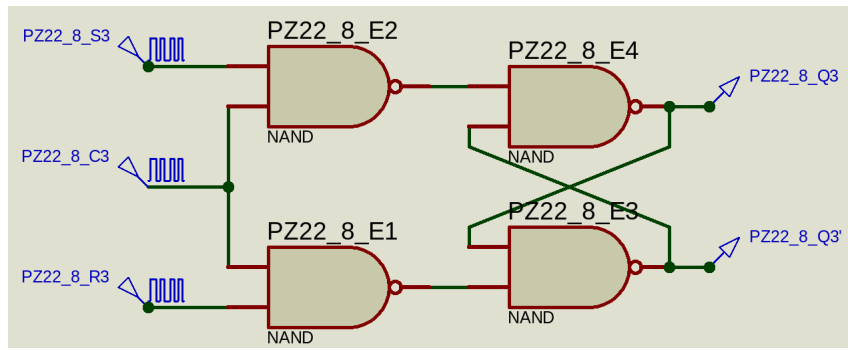 PZ22_8_S3
PZ22_8_E2
NAND
PZ22_8_E4
NAND
PZ22_8_Q3
PZ22_8_C3
PZ22_8_E1
NAND
PZ22_8_E3
NAND
PZ22_8_Q3'
PZ22_8_R3